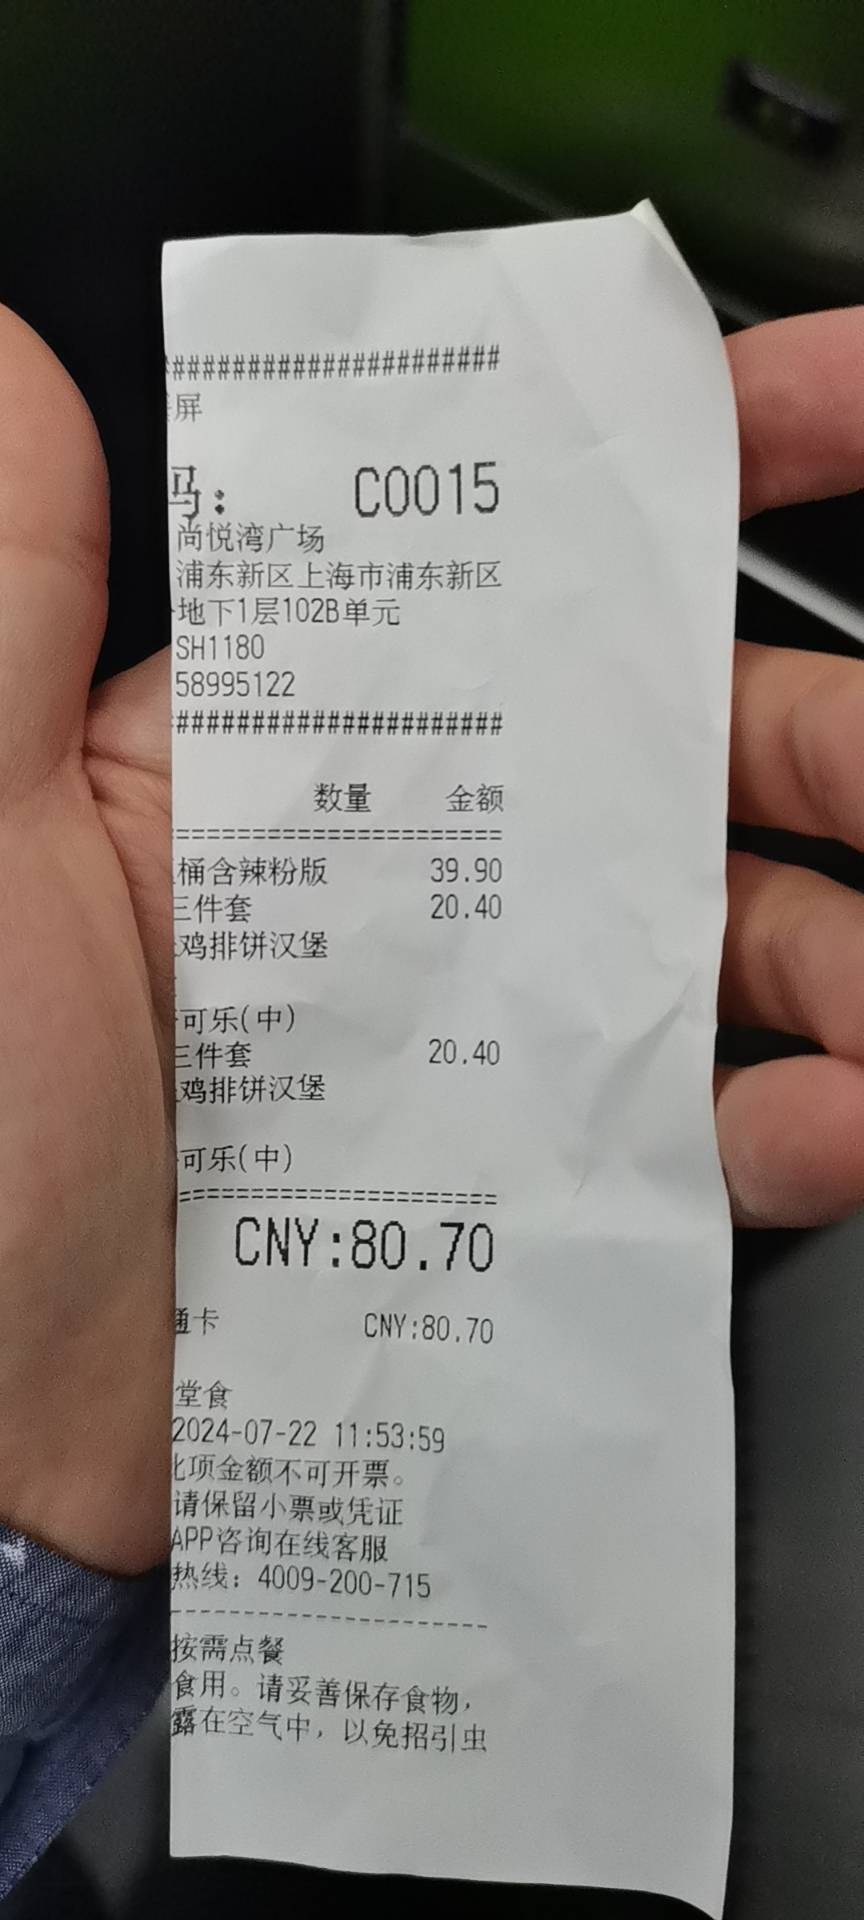 ######################
屏
码: C0015
尚悦湾广场
浦东新区上海市浦东新区
地下1层102B单元
SH1180
58995122
######################
数量 金额
======================
桶含辣粉版 39.90
三件套 20.40
鸡排饼汉堡
可乐(中)
三件套 20.40
鸡排饼汉堡
可乐(中)
======================
CNY:80.70
通卡 CNY:80.70
堂食
2024-07-22 11:53:59
此项金额不可开票。
请保留小票或凭证
APP咨询在线客服
热线: 4009-200-715
----------------------
按需点餐
食用。请妥善保存食物,
露在空气中, 以免招引虫